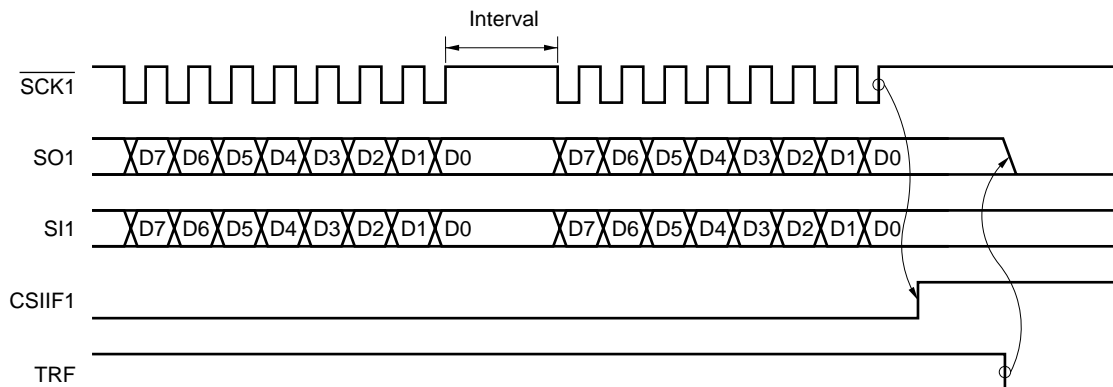 Interval
SCK1
SO1 D7 D6 D5 D4 D3 D2 D1 D0 D7 D6 D5 D4 D3 D2 D1 D0
SI1 D7 D6 D5 D4 D3 D2 D1 D0 D7 D6 D5 D4 D3 D2 D1 D0
CSIIF1
TRF